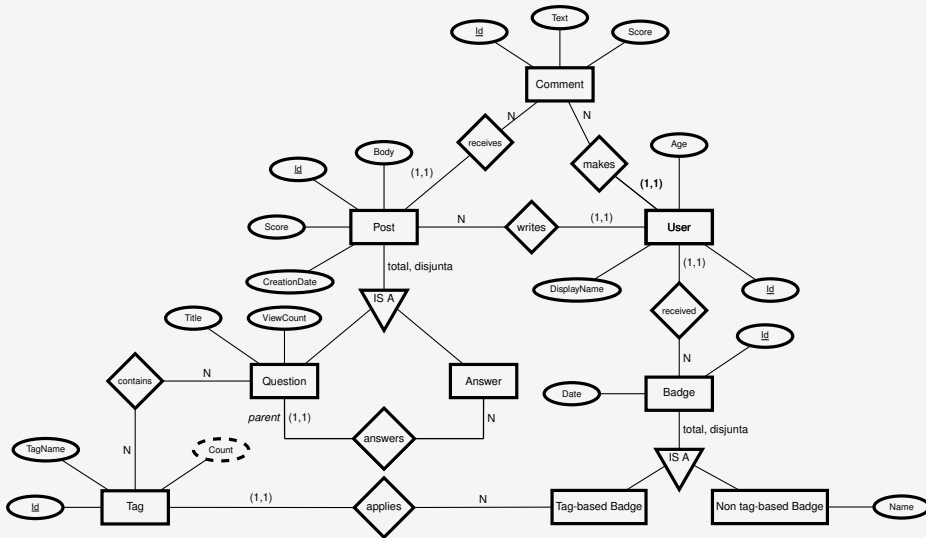 Text
Id
Score
Comment
N
N
receives
makes
Age
Body
Id
(1,1)
(1,1)
Score
Post
N
writes
(1,1)
User
CreationDate
total, disjunta
DisplayName
(1,1)
Id
IS A
Title
ViewCount
received
Id
contains
N
Question
Answer
N
Date
Badge
parent
(1,1)
N
answers
total, disjunta
N
TagName
Count
IS A
Id
Tag
(1,1)
applies
N
Tag-based Badge
Non tag-based Badge
Name